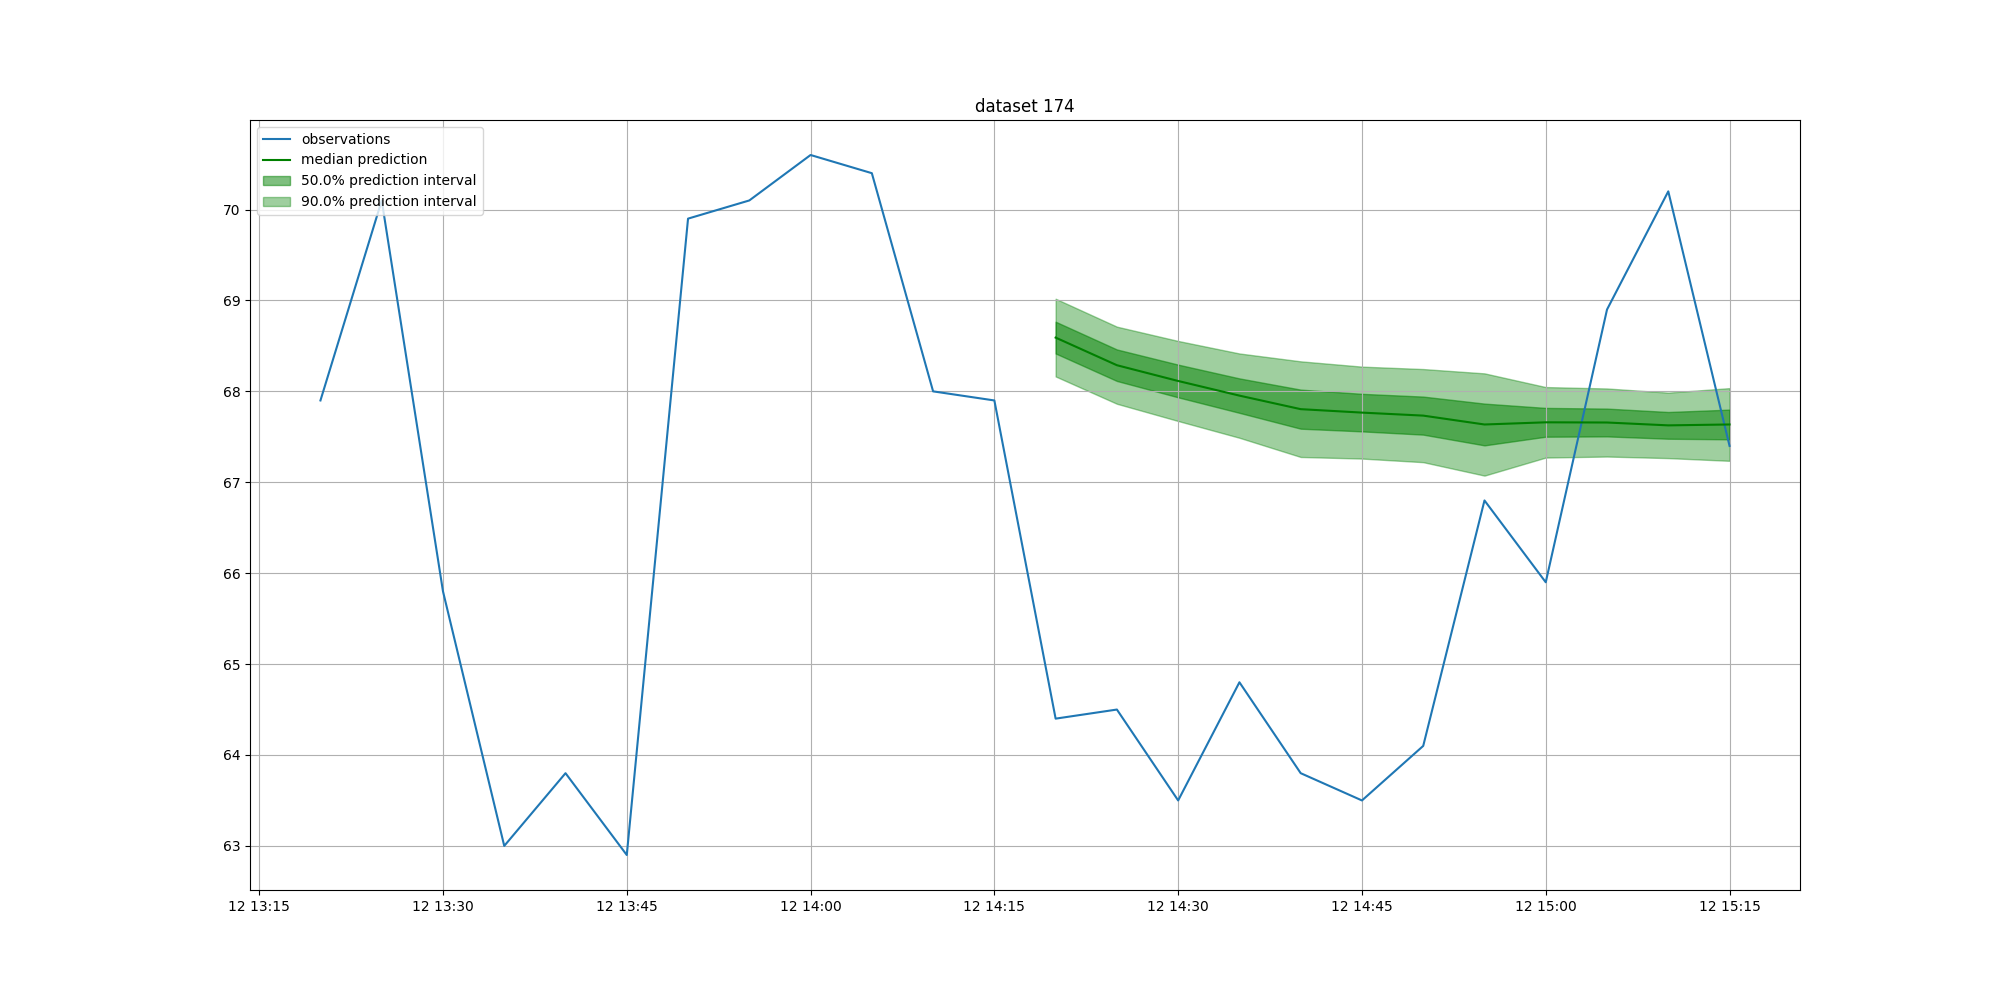 dataset 174
observations
median prediction
50.0% prediction interval
90.0% prediction interval
70
69
68
67
66
65
64
63
12 13:15 12 13:30 12 13:45 12 14:00 12 14:15 12 14:30 12 14:45 12 15:00 12 15:15